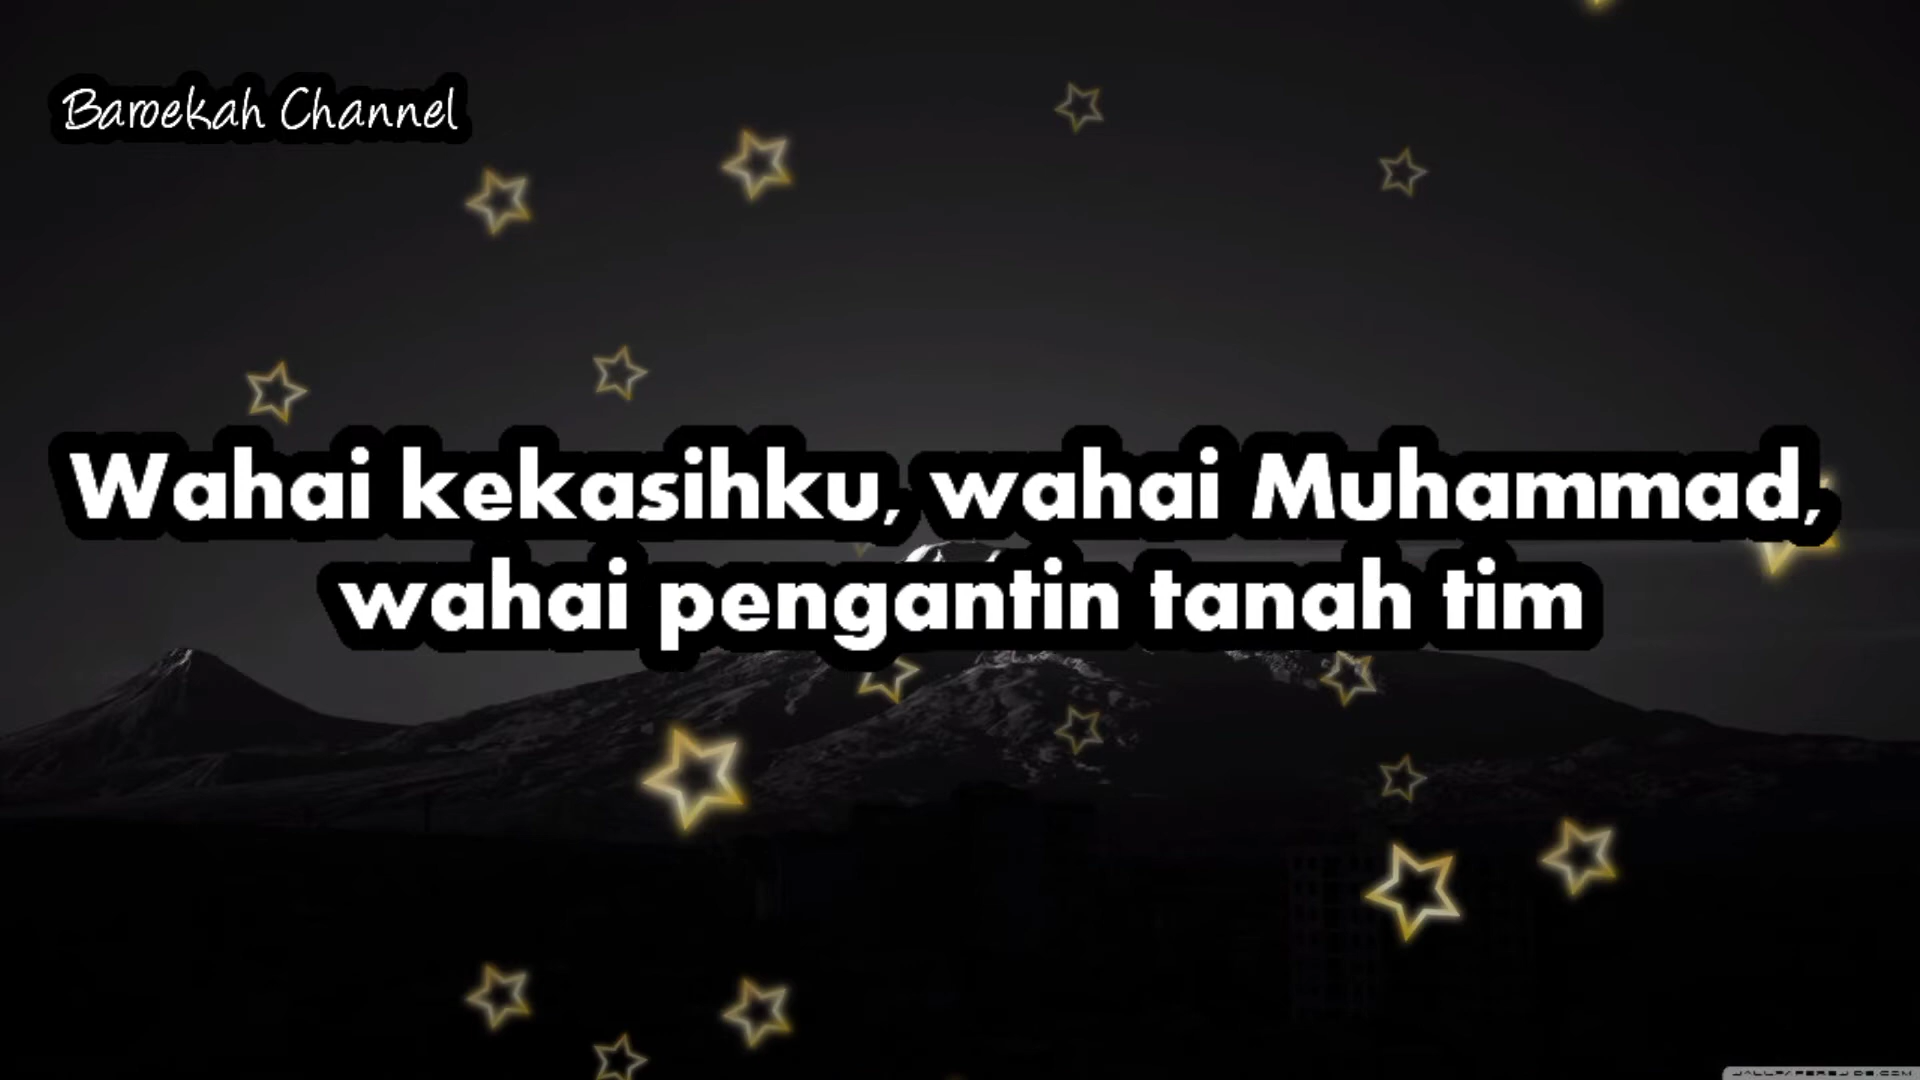 Baroekah Channel
Wahai kekasihku, wahai Muhammad,
wahai pengantin tanah tim